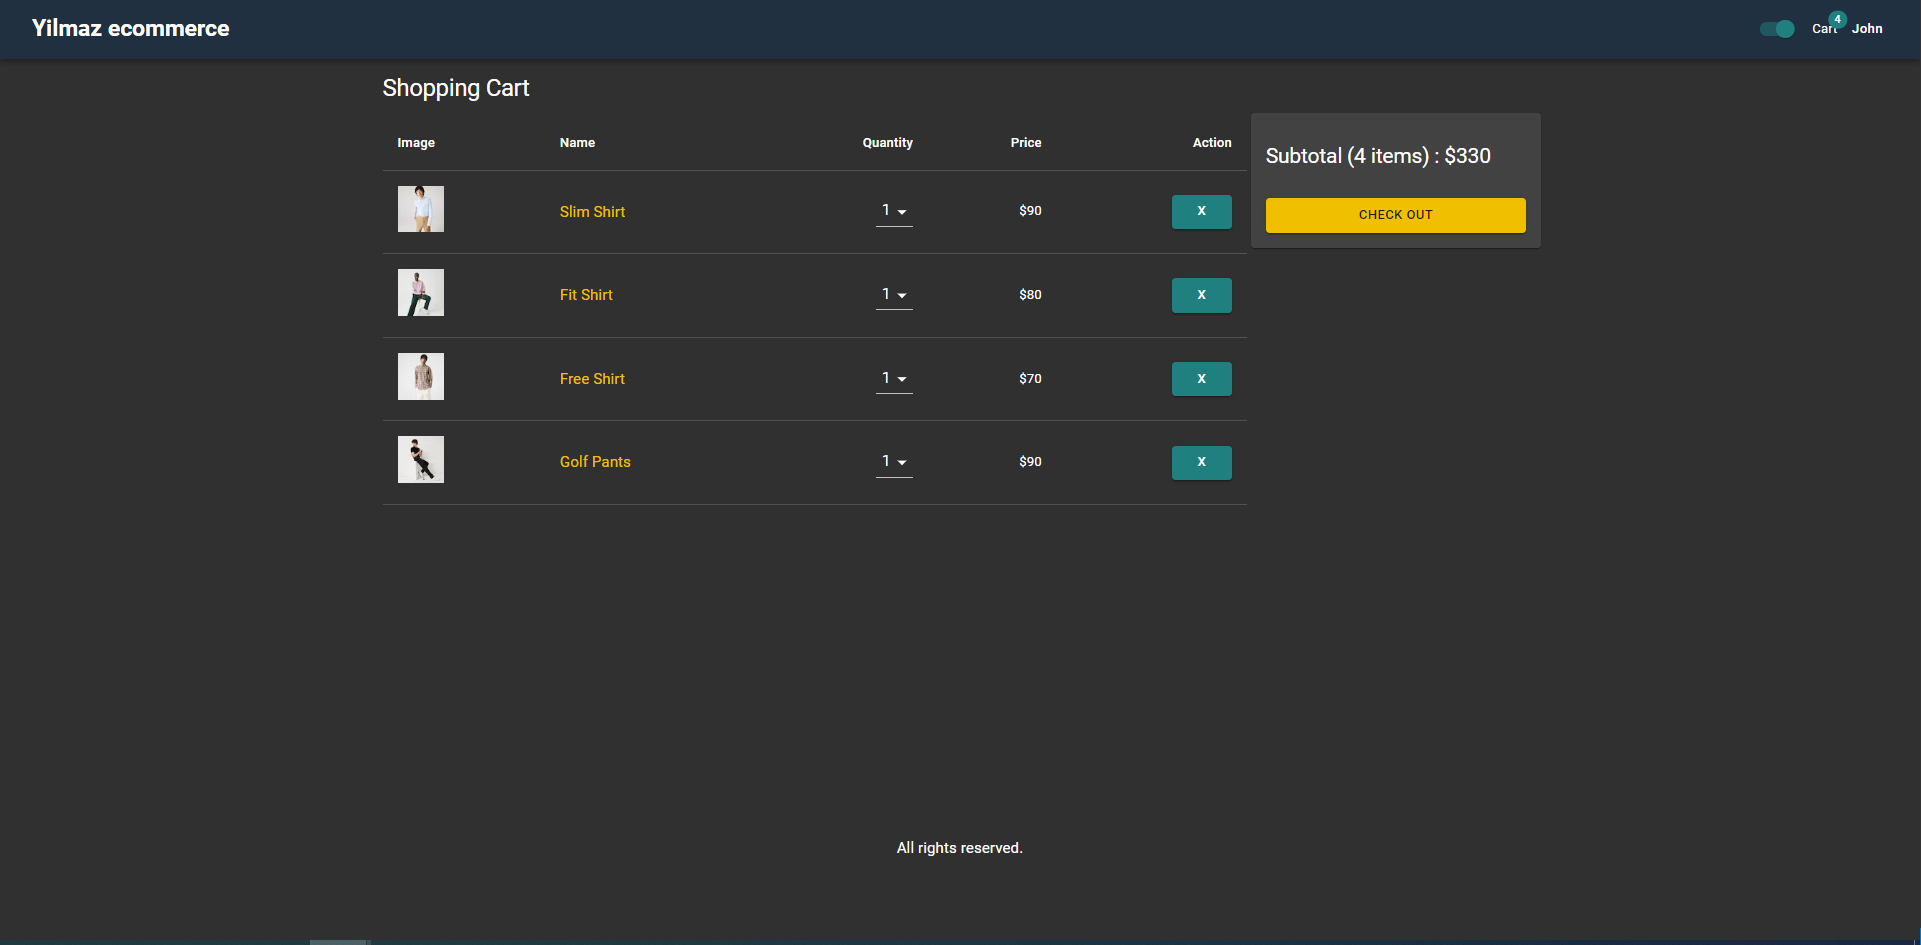 Yilmaz ecommerce
Cart 4 John
Shopping Cart
Image Name Quantity Price Action
Slim Shirt 1 $90 X
Fit Shirt 1 $80 X
Free Shirt 1 $70 X
Golf Pants 1 $90 X
Subtotal (4 items) : $330
CHECK OUT
All rights reserved.